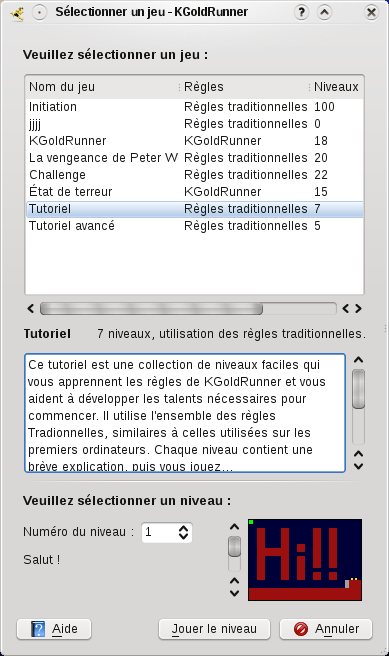 Sélectionner un jeu - KGoldRunner
Veuillez sélectionner un jeu :
Nom du jeu Règles Niveaux
Initiation Règles traditionnelles 100
jjjj Règles traditionnelles 0
KGoldRunner KGoldRunner 18
La vengeance de Peter W Règles traditionnelles 20
Challenge Règles traditionnelles 22
État de terreur KGoldRunner 15
Tutoriel Règles traditionnelles 7
Tutoriel avancé Règles traditionnelles 5
Tutoriel 7 niveaux, utilisation des règles traditionnelles.
Ce tutoriel est une collection de niveaux faciles qui
vous apprennent les règles de KGoldRunner et vous
aident à développer les talents nécessaires pour
commencer. Il utilise l'ensemble des règles
Tradionnelles, similaires à celles utilisées sur les
premiers ordinateurs. Chaque niveau contient une
brève explication, puis vous jouez...
Veuillez sélectionner un niveau :
Numéro du niveau : 1
Salut !
Hi!!
Aide Jouer le niveau Annuler